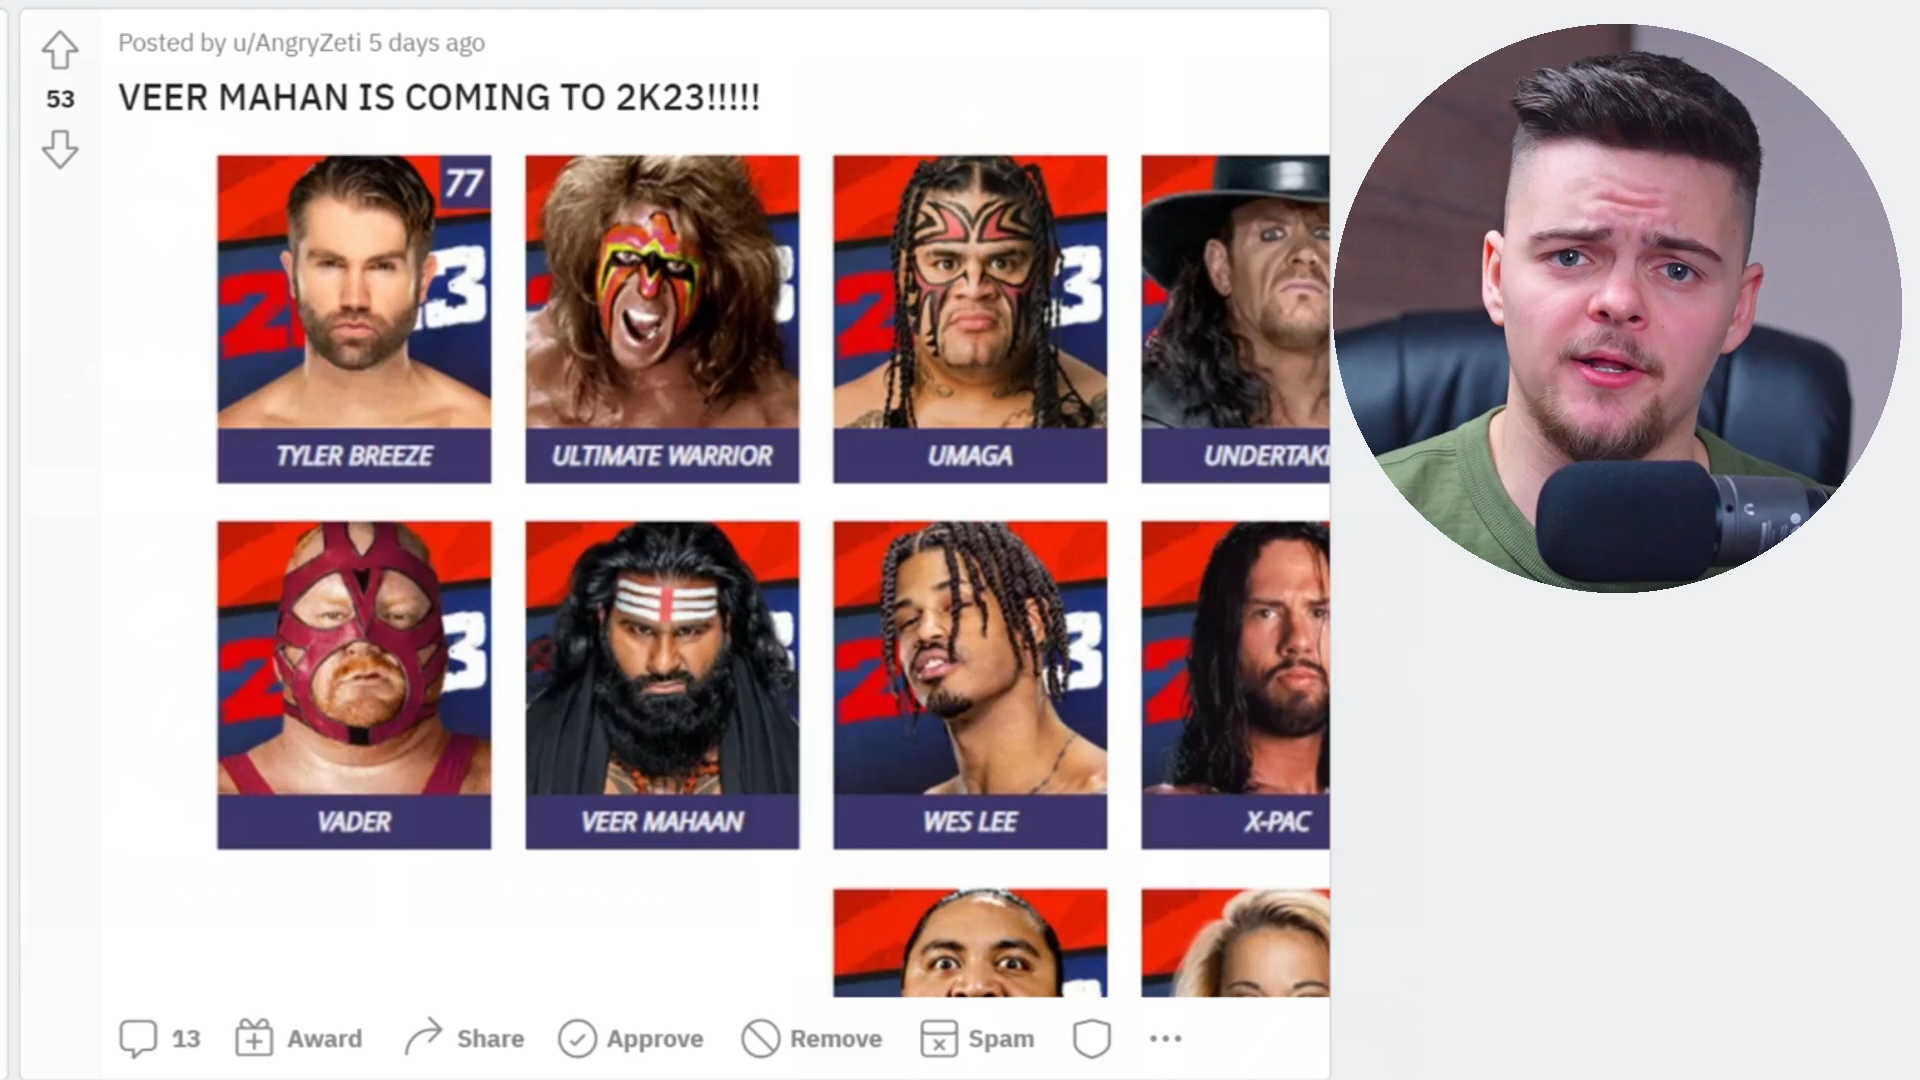 Posted by u/AngryZeti 5 days ago
53
VEER MAHAN IS COMING TO 2K23!!!!!
77
TYLER BREEZE
ULTIMATE WARRIOR
UMAGA
UNDERTAK
VADER
VEER MAHAAN
WES LEE
X-PAC
13 Award Share Approve Remove Spam